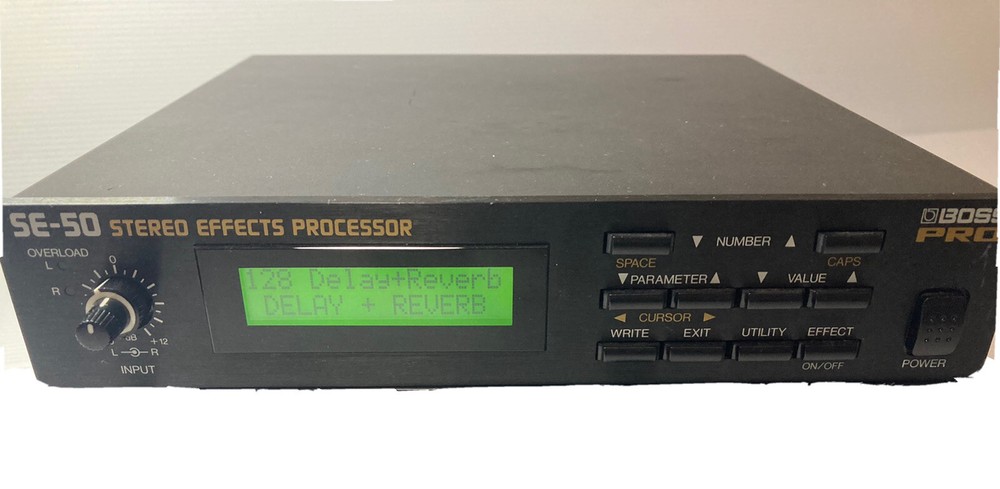 SE-50 STEREO EFFECTS PROCESSOR
BOSS
PRO
OVERLOAD
L
R
0
dB
+12
L R
INPUT
128 Delay+Reverb
DELAY + REVERB
▼ NUMBER ▲
SPACE
CAPS
▼ PARAMETER ▲
▼ VALUE ▲
◄ CURSOR ►
WRITE EXIT UTILITY EFFECT
ON/OFF
POWER